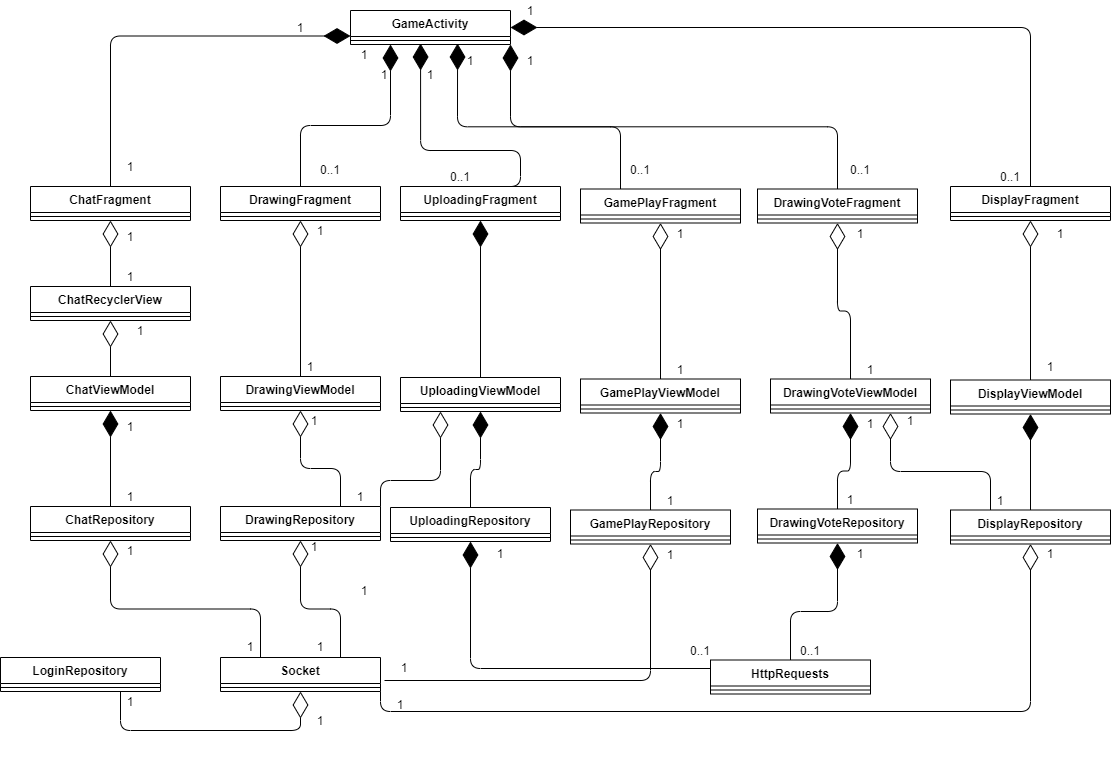 1
GameActivity
1
1
1
1
1
1
1
0..1
0..1
0..1
0..1
0..1
ChatFragment
DrawingFragment
UploadingFragment
GamePlayFragment
DrawingVoteFragment
DisplayFragment
1
1
1
1
1
1
ChatRecyclerView
1
1
1
1
1
ChatViewModel
DrawingViewModel
UploadingViewModel
GamePlayViewModel
DrawingVoteViewModel
DisplayViewModel
1
1
1
1
1
1
1
1
1
1
ChatRepository
DrawingRepository
UploadingRepository
GamePlayRepository
DrawingVoteRepository
DisplayRepository
1
1
1
1
1
1
1
1
1
0..1
0..1
LoginRepository
Socket
1
HttpRequests
1
1
1